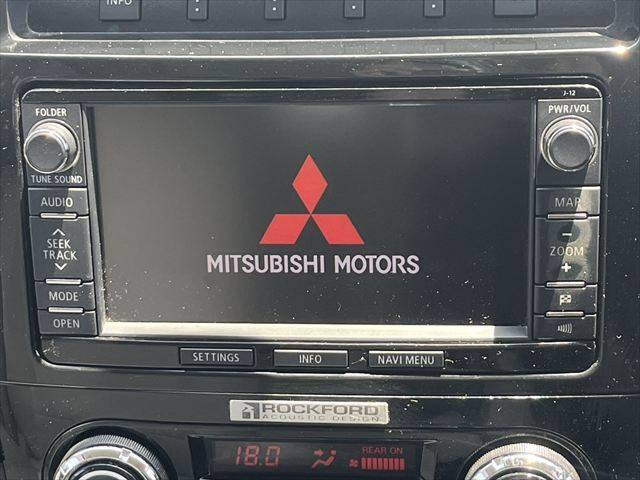 INFO
J-12
FOLDER
PWR/VOL
TUNE SOUND
AUDIO
MAP
SEEK
TRACK
−
ZOOM
+
MODE
OPEN
MITSUBISHI MOTORS
SETTINGS
INFO
NAVI MENU
ROCKFORD
ACOUSTIC DESIGN
18.0
REAR ON